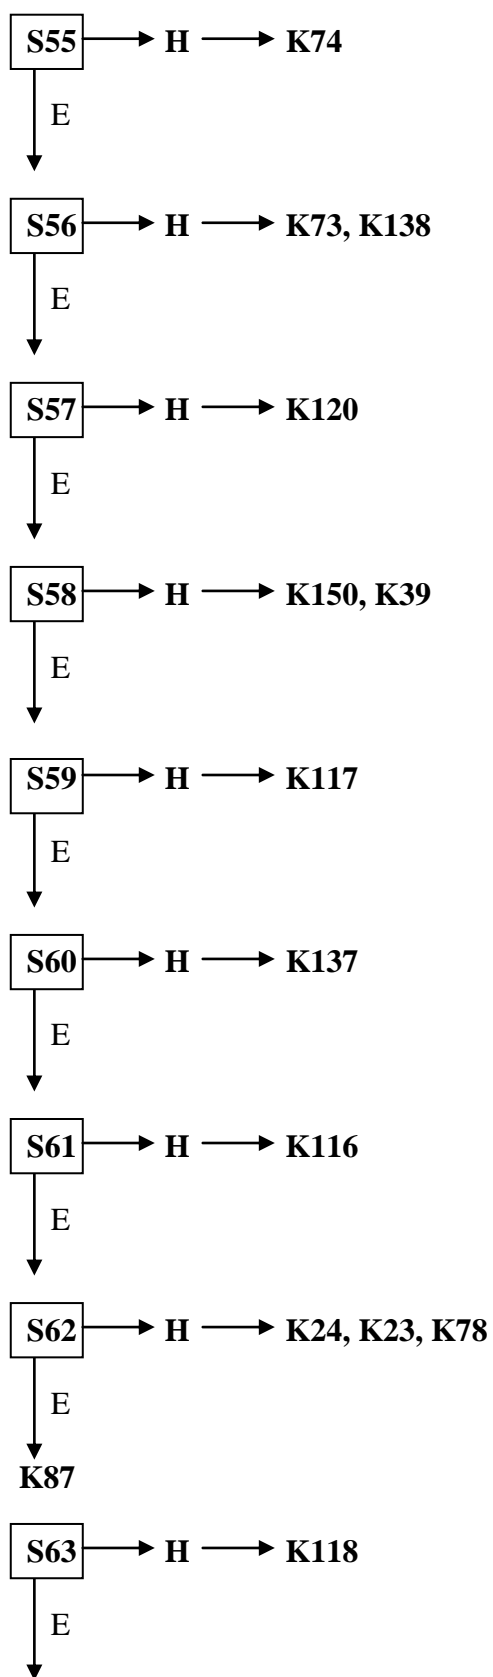 S55 H K74
E
S56 H K73, K138
E
S57 H K120
E
S58 H K150, K39
E
S59 H K117
E
S60 H K137
E
S61 H K116
E
S62 H K24, K23, K78
E
K87
S63 H K118
E